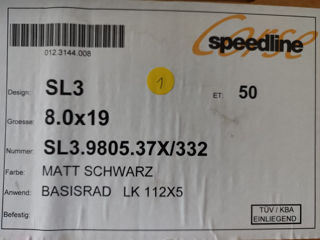 Corse
speedline
012.3144.008
1
Design: SL3 ET: 50
Groesse: 8.0x19
Nummer: SL3.9805.37X/332
Farbe: MATT SCHWARZ
Anwend: BASISRAD LK 112X5
Befestig:
TÜV / KBA
EINLIEGEND